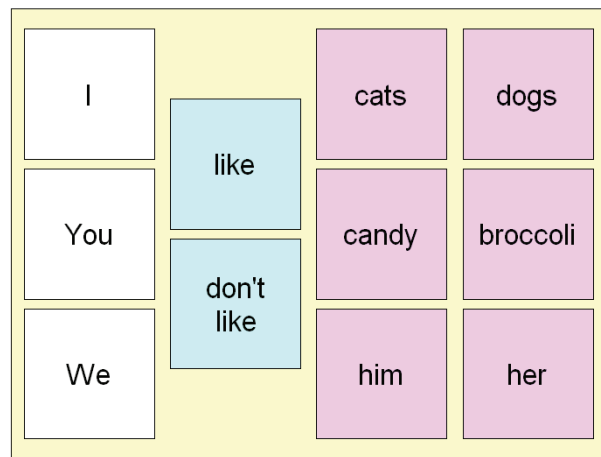 I
like
cats
dogs
You
don't
like
candy
broccoli
We
him
her